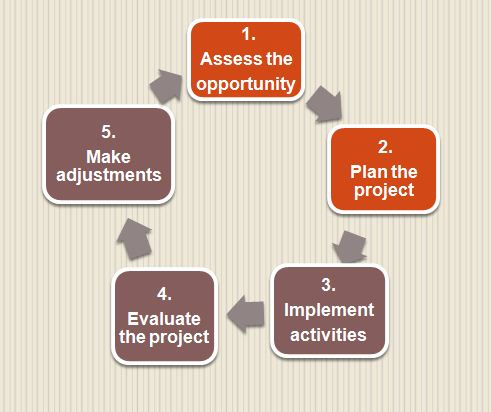 1.
Assess the
opportunity
2.
Plan the
project
3.
Implement
activities
4.
Evaluate
the project
5.
Make
adjustments